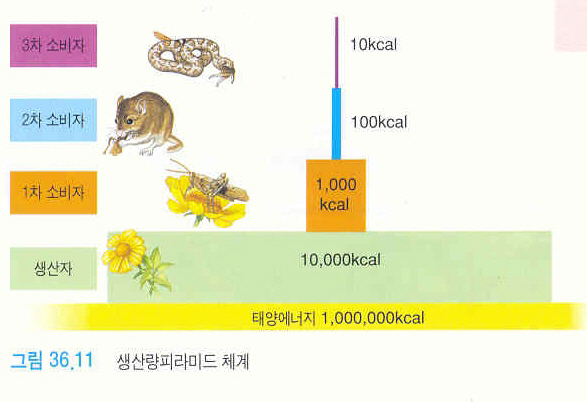 3차 소비자
10kcal
2차 소비자
100kcal
1차 소비자
1,000
kcal
생산자
10,000kcal
태양에너지 1,000,000kcal
그림 36.11 생산량피라미드 체계